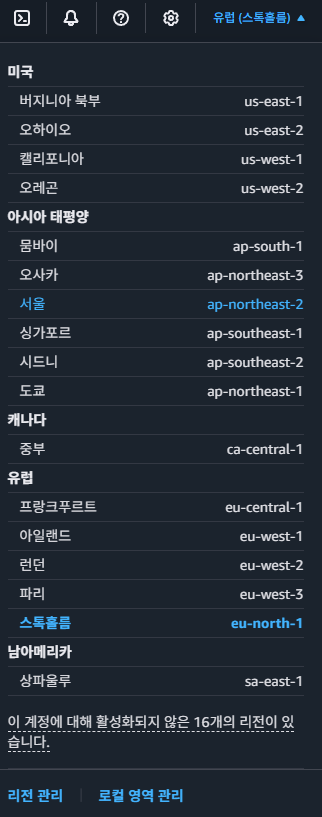 유럽 (스톡홀름) ▲
미국
버지니아 북부 us-east-1
오하이오 us-east-2
캘리포니아 us-west-1
오레곤 us-west-2
아시아 태평양
뭄바이 ap-south-1
오사카 ap-northeast-3
서울 ap-northeast-2
싱가포르 ap-southeast-1
시드니 ap-southeast-2
도쿄 ap-northeast-1
캐나다
중부 ca-central-1
유럽
프랑크푸르트 eu-central-1
아일랜드 eu-west-1
런던 eu-west-2
파리 eu-west-3
스톡홀름 eu-north-1
남아메리카
상파울루 sa-east-1
이 계정에 대해 활성화되지 않은 16개의 리전이 있
습니다.
리전 관리 로컬 영역 관리